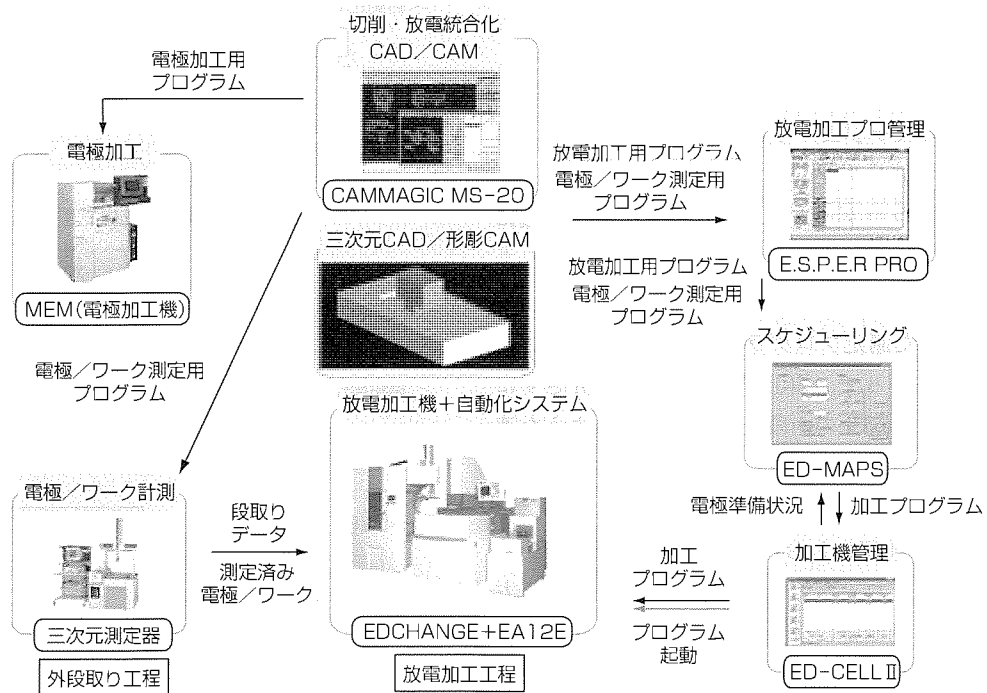 切削・放電統合化
CAD／CAM
電極加工用
プログラム
電極加工
MEM（電極加工機）
CAMMAGIC MS-20
三次元CAD／形彫CAM
放電加工用プログラム
電極／ワーク測定用
プログラム
放電加工プロ管理
E.S.P.E.R PRO
放電加工用プログラム
電極／ワーク測定用
プログラム
スケジューリング
ED-MAPS
電極準備状況
加工プログラム
電極／ワーク測定用
プログラム
電極／ワーク計測
三次元測定器
外段取り工程
段取り
データ
測定済み
電極／ワーク
放電加工機＋自動化システム
EDCHANGE+EA12E
放電加工工程
加工
プログラム
プログラム
起動
加工機管理
ED-CELLⅡ